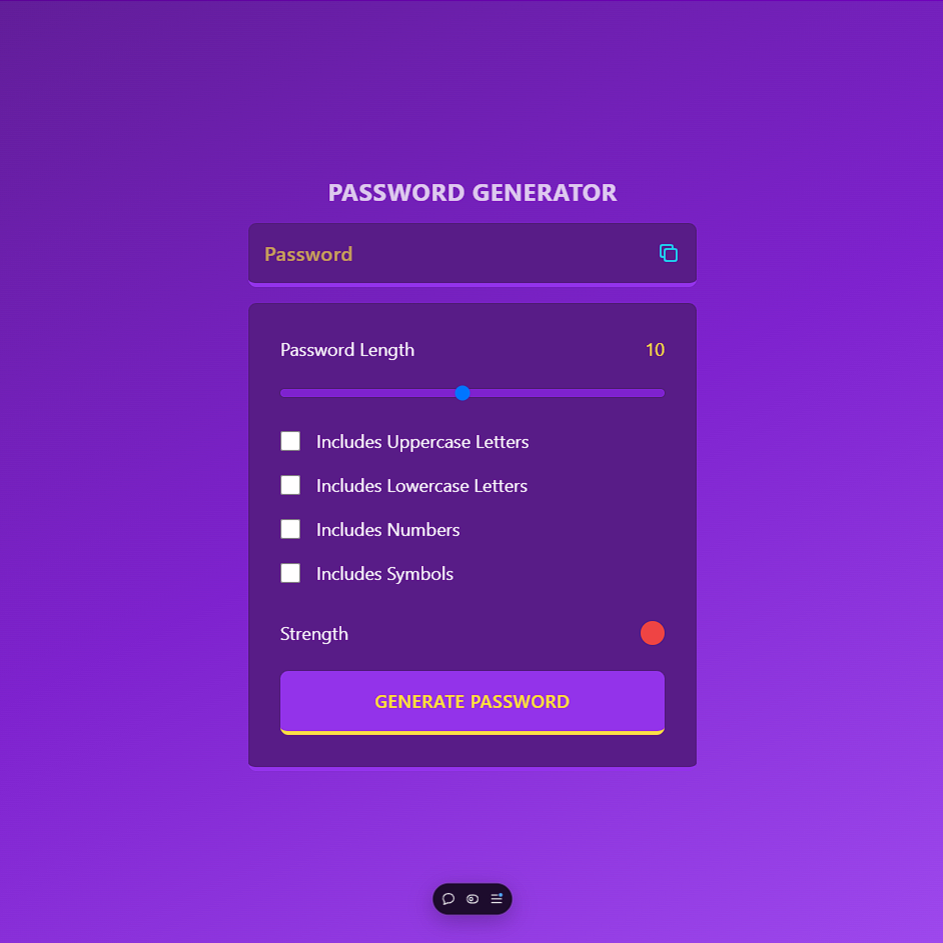 PASSWORD GENERATOR
Password
Password Length 10
Includes Uppercase Letters
Includes Lowercase Letters
Includes Numbers
Includes Symbols
Strength
GENERATE PASSWORD